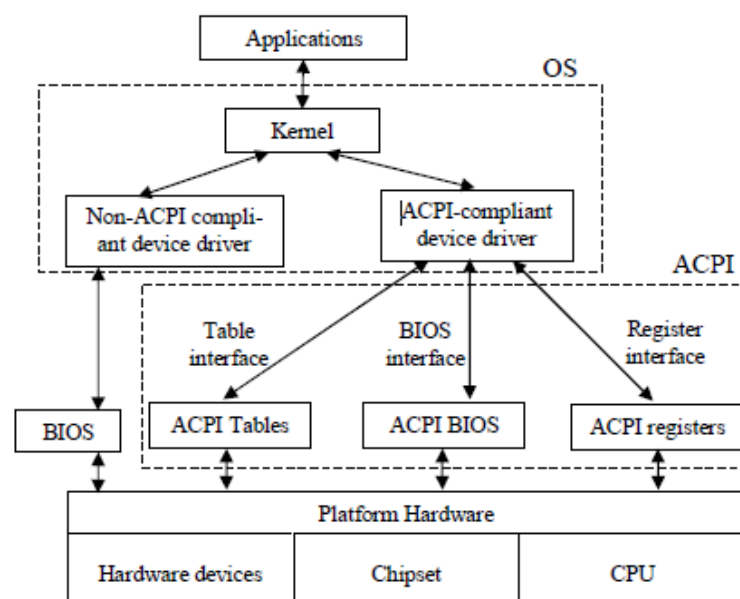 Applications
OS
Kernel
Non-ACPI compli-
ant device driver
ACPI-compliant
device driver
ACPI
Table
interface
BIOS
interface
Register
interface
BIOS
ACPI Tables
ACPI BIOS
ACPI registers
Platform Hardware
Hardware devices
Chipset
CPU